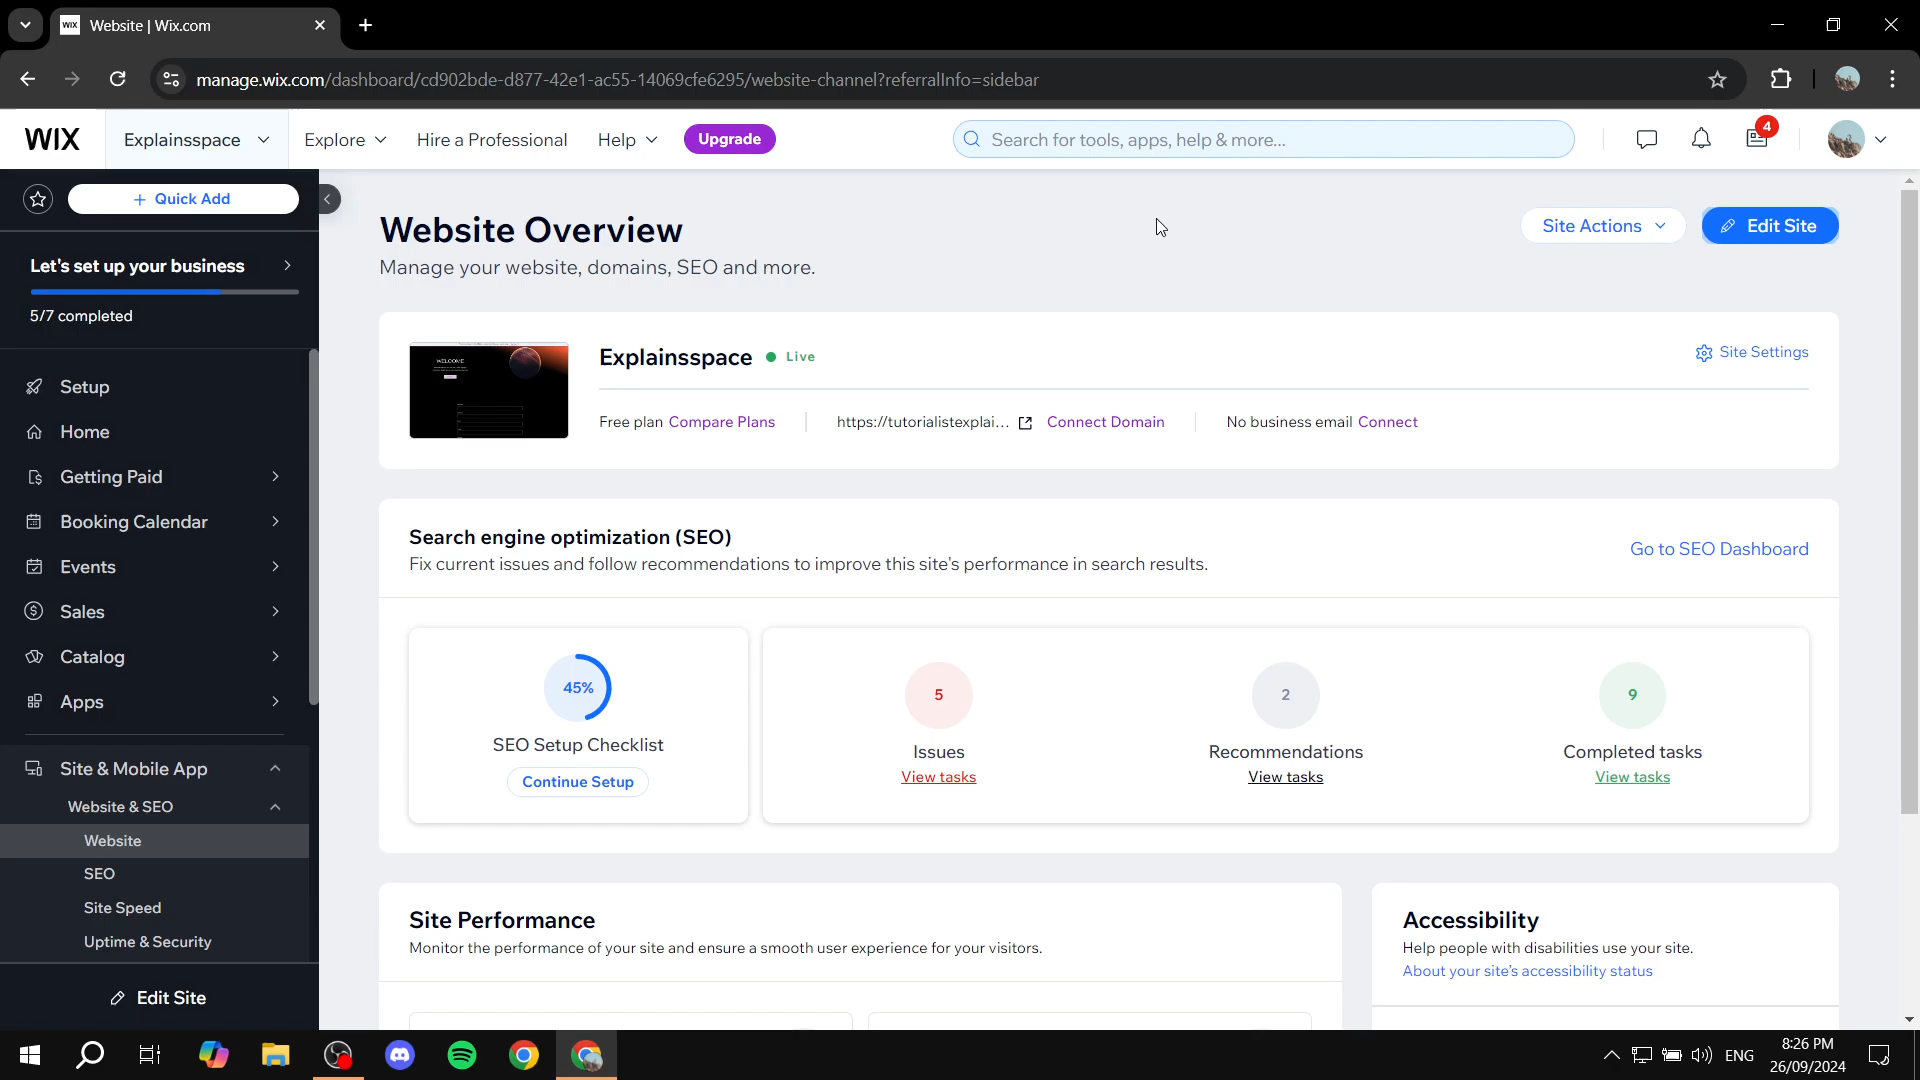 WIX Website | Wix.com
manage.wix.com/dashboard/cd902bde-d877-42e1-ac55-14069cfe6295/website-channel?referralInfo=sidebar
WIX Explainsspace Explore Hire a Professional Help Upgrade Search for tools, apps, help & more... 4
+ Quick Add
Let's set up your business
5/7 completed
Setup
Home
Getting Paid
Booking Calendar
Events
Sales
Catalog
Apps
Site & Mobile App
Website & SEO
Website
SEO
Site Speed
Uptime & Security
Edit Site
Website Overview
Manage your website, domains, SEO and more.
Site Actions Edit Site
Explainsspace Live
Site Settings
WELCOME
Free plan Compare Plans https://tutorialistexplai... Connect Domain No business email Connect
Search engine optimization (SEO)
Fix current issues and follow recommendations to improve this site's performance in search results.
Go to SEO Dashboard
45%
SEO Setup Checklist
Continue Setup
5
Issues
View tasks
2
Recommendations
View tasks
9
Completed tasks
View tasks
Site Performance
Monitor the performance of your site and ensure a smooth user experience for your visitors.
Accessibility
Help people with disabilities use your site.
About your site's accessibility status
ENG
8:26 PM
26/09/2024